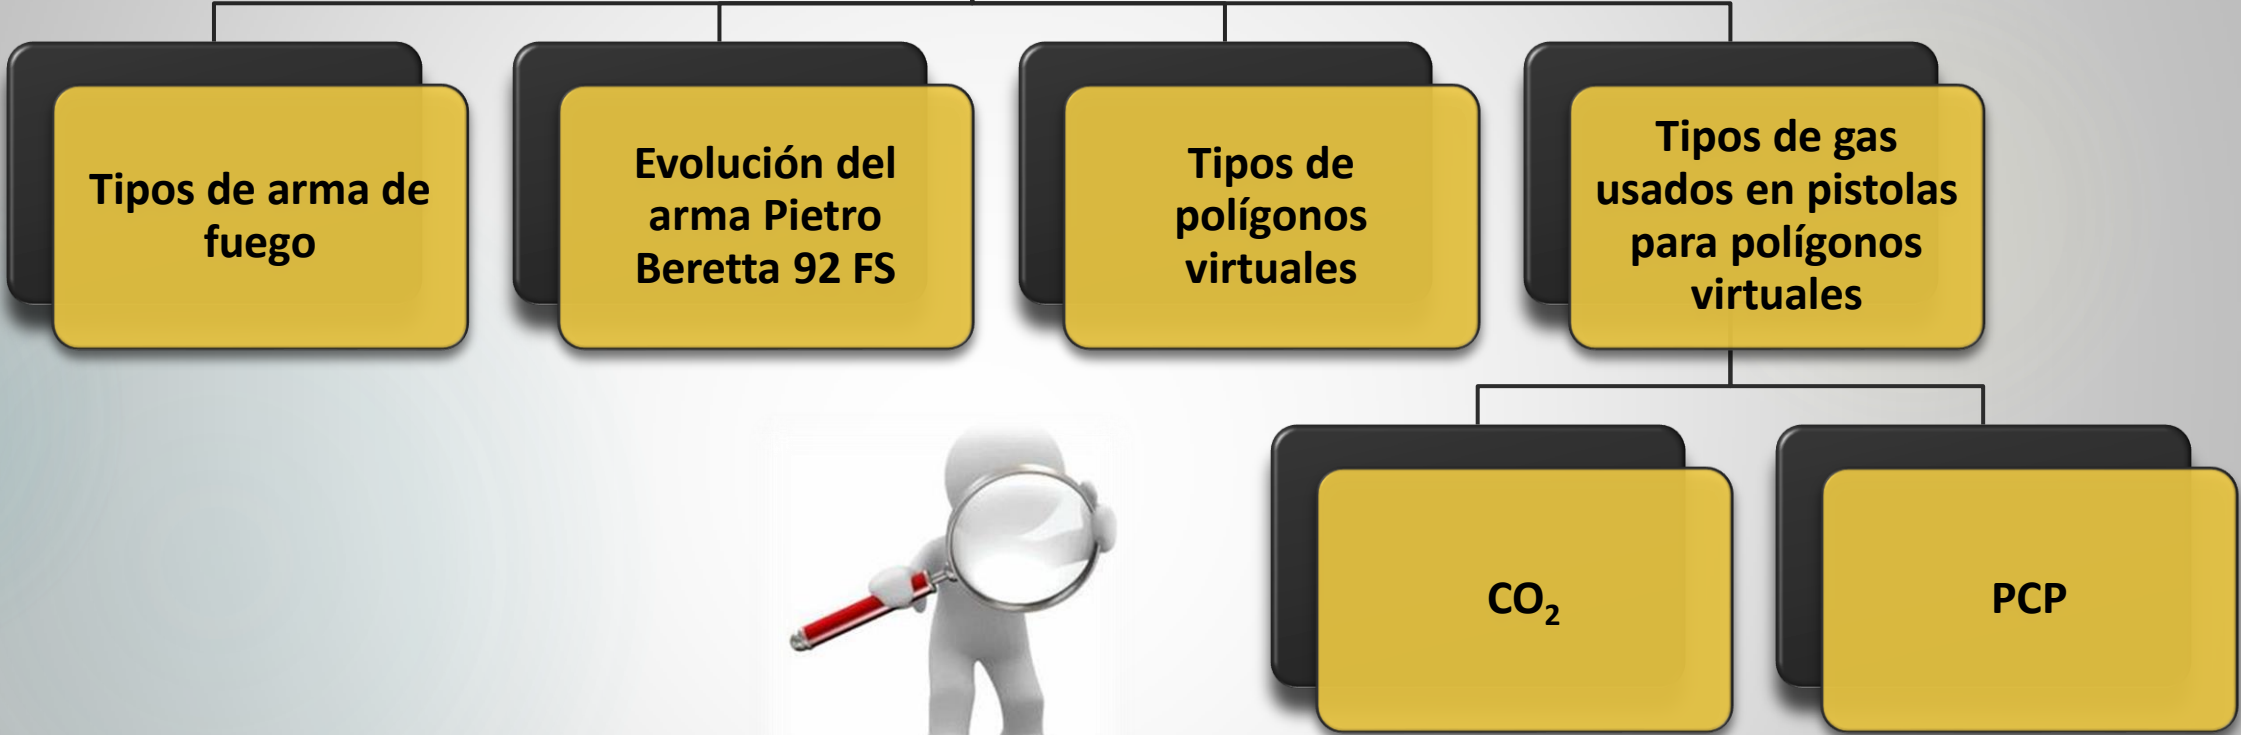 Tipos de arma de
fuego
Evolución del
arma Pietro
Beretta 92 FS
Tipos de
polígonos
virtuales
Tipos de gas
usados en pistolas
para polígonos
virtuales
CO₂
PCP